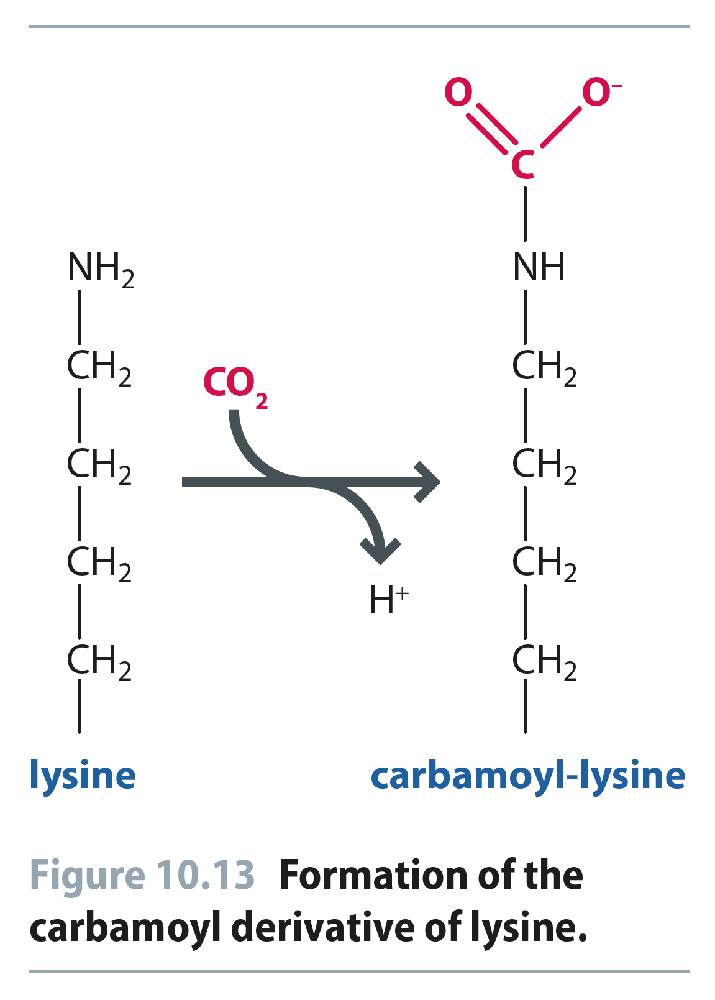 O O⁻
C
NH₂ NH
CH₂ CH₂
CO₂
CH₂ CH₂
CH₂ CH₂
H⁺
CH₂ CH₂
lysine carbamoyl-lysine
Figure 10.13 Formation of the
carbamoyl derivative of lysine.